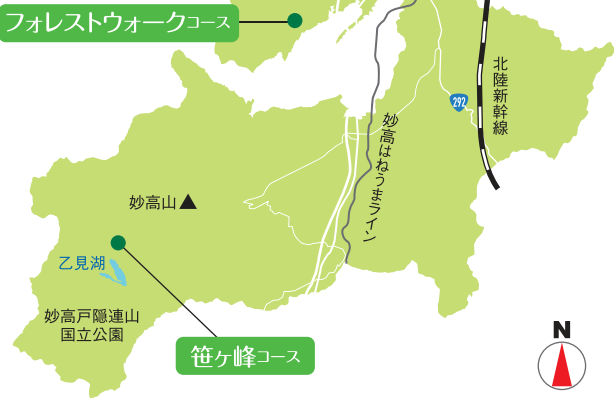 フォレストウォークコース
北陸新幹線
292
妙高はねうまライン
妙高山
乙見湖
妙高戸隠連山
国立公園
笹ヶ峰コース
N